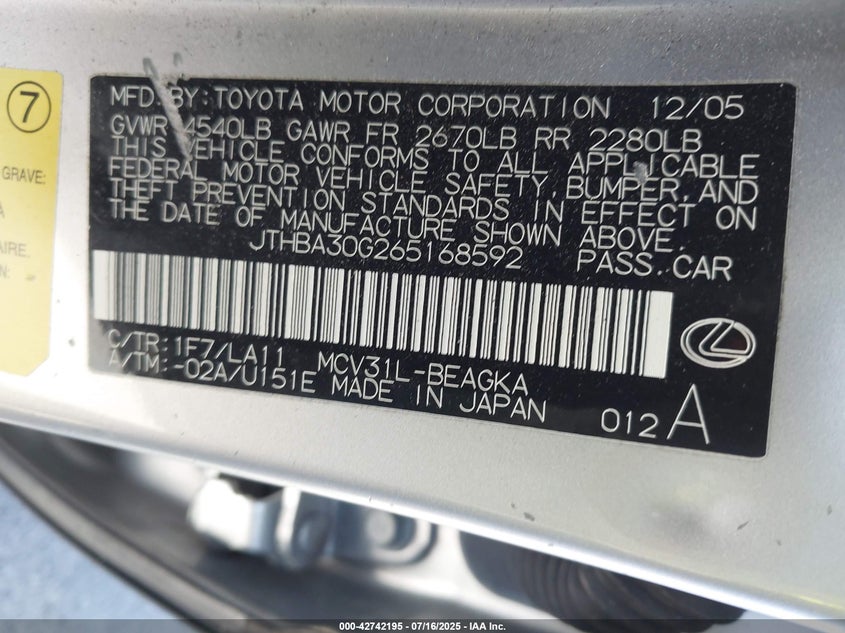 7
GRAVE:
A
AIRE.
N:
MFD. BY: TOYOTA MOTOR CORPORATION 12/05
GVWR 4540LB GAWR FR 2670LB RR 2280LB
THIS VEHICLE CONFORMS TO ALL APPLICABLE
FEDERAL MOTOR VEHICLE SAFETY, BUMPER, AND
THEFT PREVENTION STANDARDS IN EFFECT ON
THE DATE OF MANUFACTURE SHOWN ABOVE.
JTHBA30G265168592 PASS. CAR
C/TR: 1F7/LA11 MCV31L-BEAGKA
A/TM: -02A/U151E MADE IN JAPAN 012 A
000-42742195 - 07/16/2025 - IAA Inc.